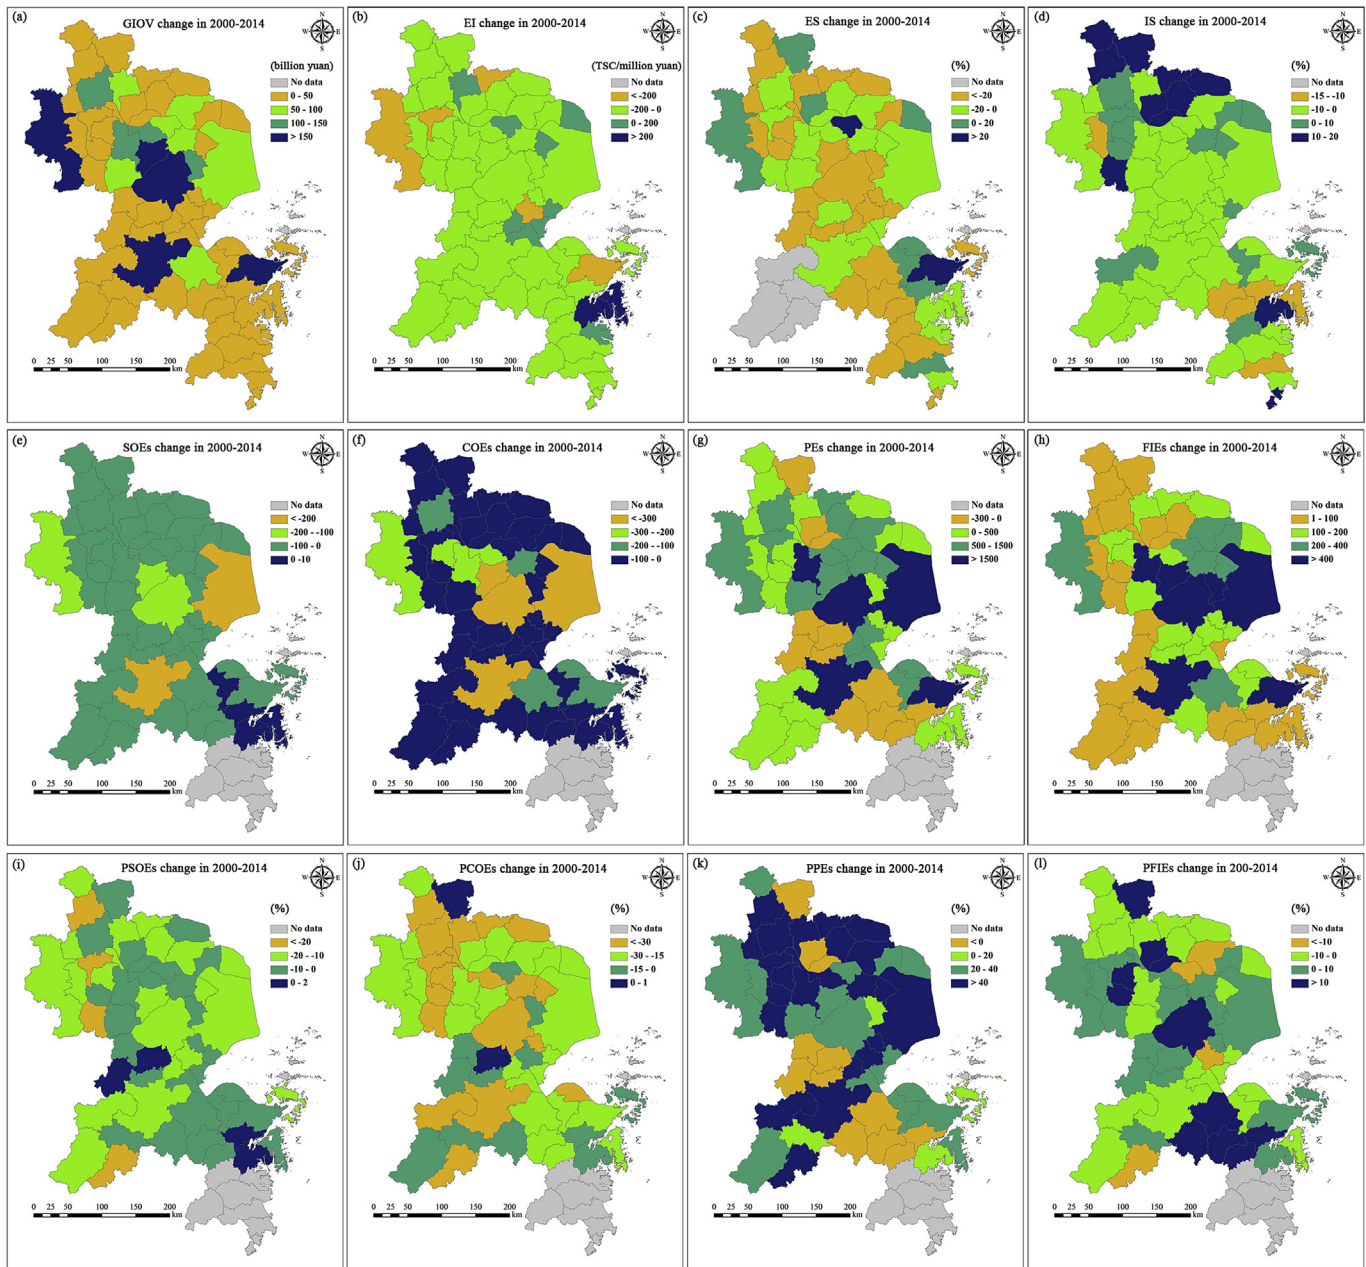 (a) GIOV change in 2000-2014
N
W E
S
(billion yuan)
No data
0 - 50
50 - 100
100 - 150
> 150
0 25 50 100 150 200
km
(b) EI change in 2000-2014
N
W E
S
(TSC/million yuan)
No data
< -200
-200 - 0
0 - 200
> 200
0 25 50 100 150 200
km
(c) ES change in 2000-2014
N
W E
S
(%)
No data
< -20
-20 - 0
0 - 20
> 20
0 25 50 100 150 200
km
(d) IS change in 2000-2014
N
W E
S
(%)
No data
-15 - -10
-10 - 0
0 - 10
10 - 20
0 25 50 100 150 200
km
(e) SOEs change in 2000-2014
N
W E
S
No data
< -200
-200 - -100
-100 - 0
0 - 10
0 25 50 100 150 200
km
(f) COEs change in 2000-2014
N
W E
S
No data
< -300
-300 - -200
-200 - -100
-100 - 0
0 25 50 100 150 200
km
(g) PEs change in 2000-2014
N
W E
S
No data
-300 - 0
0 - 500
500 - 1500
> 1500
0 25 50 100 150 200
km
(h) FIEs change in 2000-2014
N
W E
S
No data
1 - 100
100 - 200
200 - 400
> 400
0 25 50 100 150 200
km
(i) PSOEs change in 2000-2014
N
W E
S
(%)
No data
< -20
-20 - -10
-10 - 0
0 - 2
0 25 50 100 150 200
km
(j) PCOEs change in 2000-2014
N
W E
S
(%)
No data
< -30
-30 - -15
-15 - 0
0 - 1
0 25 50 100 150 200
km
(k) PPEs change in 2000-2014
N
W E
S
(%)
No data
< 0
0 - 20
20 - 40
> 40
0 25 50 100 150 200
km
(l) PFIEs change in 200-2014
N
W E
S
(%)
No data
< -10
-10 - 0
0 - 10
> 10
0 25 50 100 150 200
km